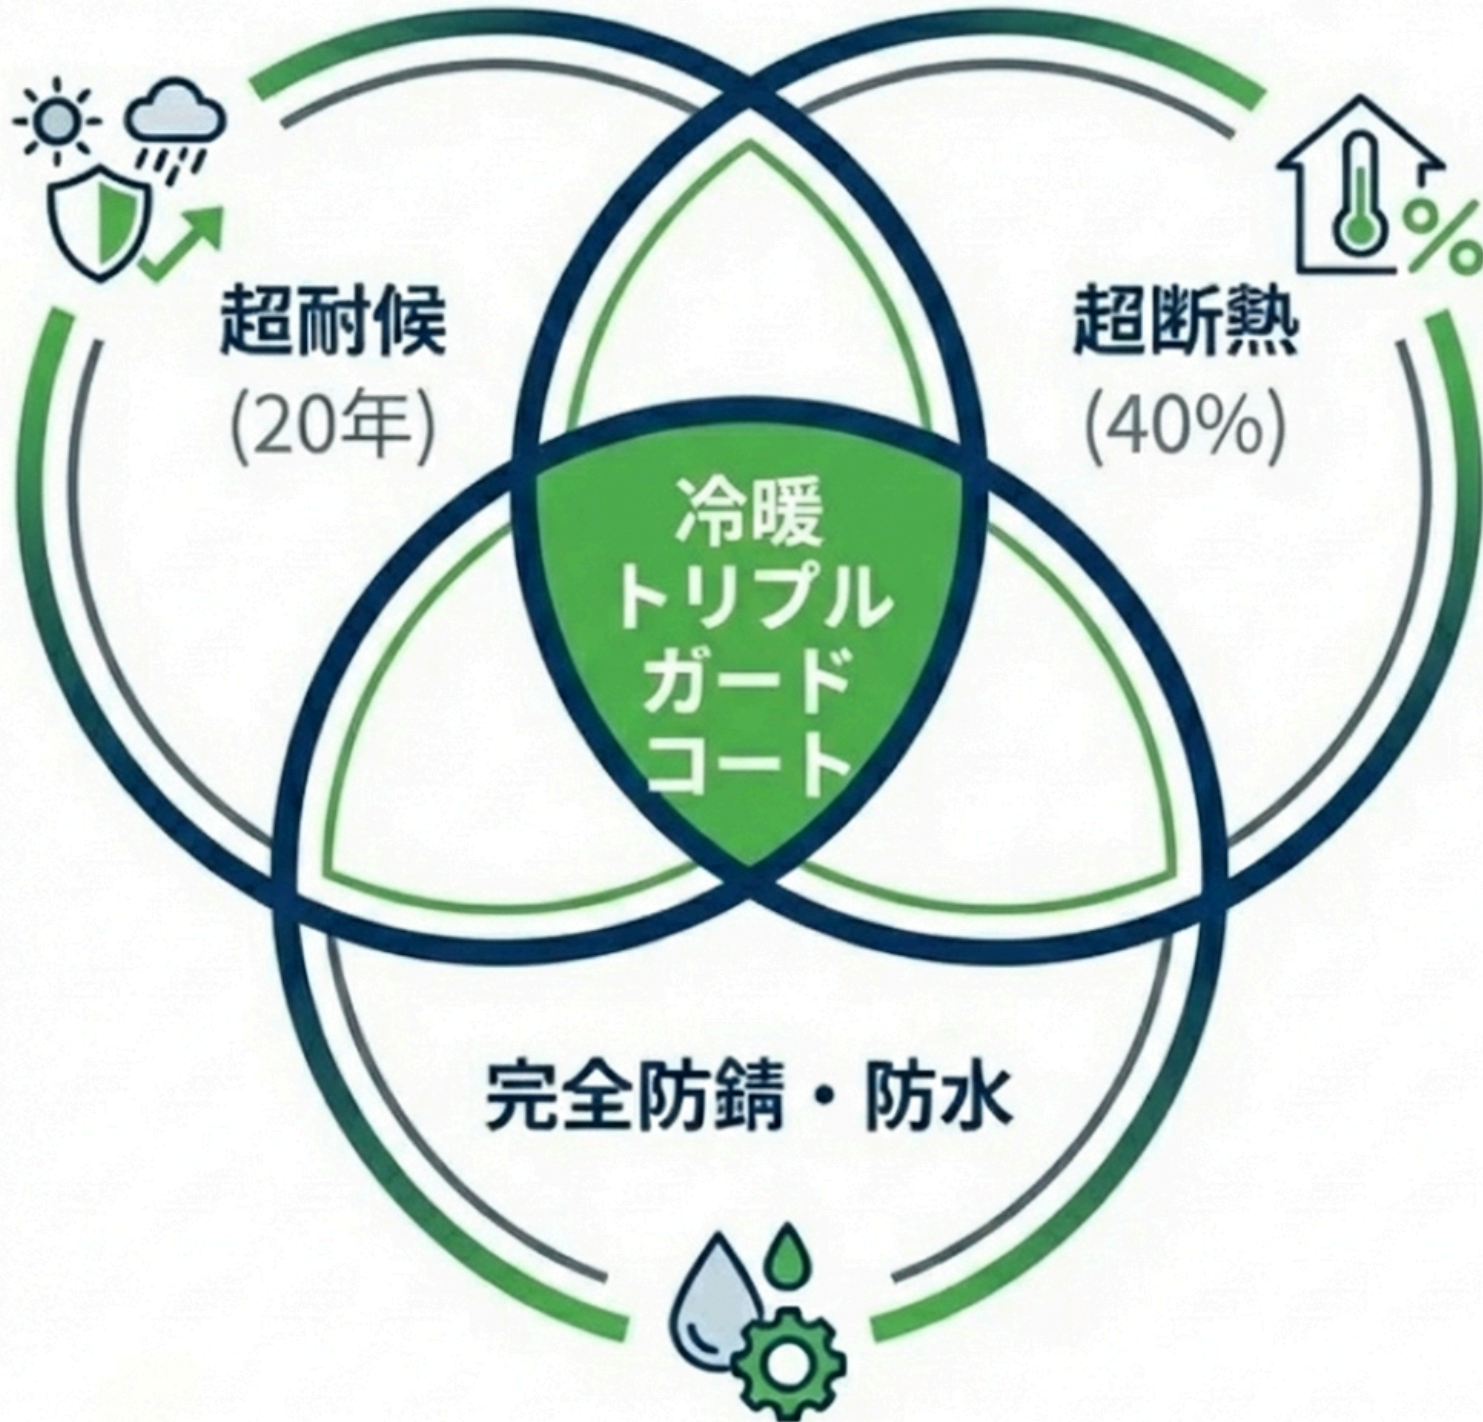 超耐候
(20年)
超断熱
(40%)
冷暖
トリプル
ガード
コート
完全防錆・防水
%